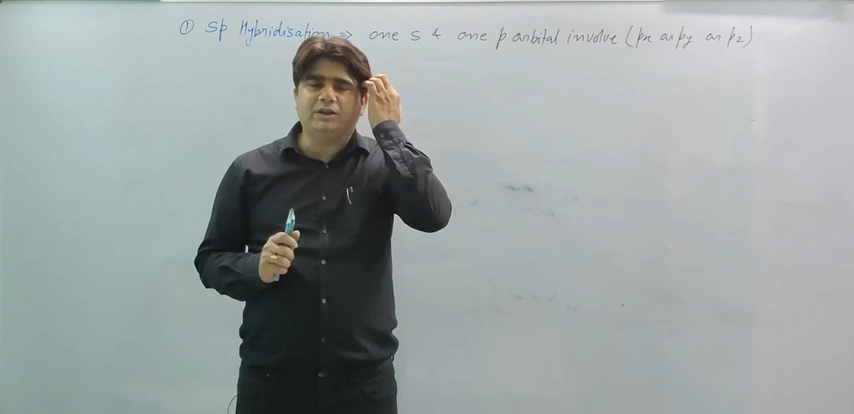 ① Sp Hybridisation => one s & one p orbital involve (px or py or pz)